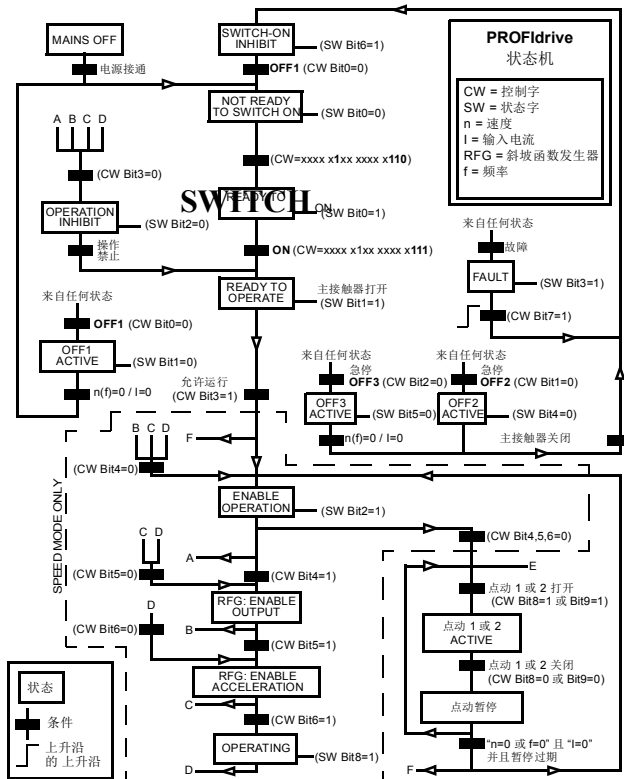 MAINS OFF
电源接通
SWITCH-ON
INHIBIT
(SW Bit6=1)
OFF1 (CW Bit0=0)
NOT READY
TO SWITCH ON
(SW Bit0=0)
A B C D
(CW Bit3=0)
(CW=xxxx x1xx xxxx x110)
OPERATION
INHIBIT
(SW Bit2=0)
操作
禁止
READY TO
SWITCH ON
(SW Bit0=1)
ON (CW=xxxx x1xx xxxx x111)
READY TO
OPERATE
主接触器打开
(SW Bit1=1)
PROFIdrive
状态机
CW = 控制字
SW = 状态字
n = 速度
I = 输入电流
RFG = 斜坡函数发生器
f = 频率
来自任何状态
故障
FAULT
(SW Bit3=1)
(CW Bit7=1)
来自任何状态
OFF1 (CW Bit0=0)
OFF1
ACTIVE
(SW Bit1=0)
n(f)=0 / I=0
允许运行
(CW Bit3=1)
来自任何状态
急停
OFF3 (CW Bit2=0)
OFF3
ACTIVE
(SW Bit5=0)
n(f)=0 / I=0
来自任何状态
急停
OFF2 (CW Bit1=0)
OFF2
ACTIVE
(SW Bit4=0)
主接触器关闭
SPEED MODE ONLY
B C D
F
(CW Bit4=0)
ENABLE
OPERATION
(SW Bit2=1)
C D
A
(CW Bit5=0)
(CW Bit4=1)
RFG: ENABLE
OUTPUT
D
B
(CW Bit6=0)
(CW Bit5=1)
RFG: ENABLE
ACCELERATION
C
(CW Bit6=1)
OPERATING
(SW Bit8=1)
D
(CW Bit4,5,6=0)
E
点动 1 或 2 打开
(CW Bit8=1 或 Bit9=1)
点动 1 或 2
ACTIVE
点动 1 或 2 关闭
(CW Bit8=0 或 Bit9=0)
点动暂停
“n=0 或 f=0” 且 “I=0”
并且暂停过期
F
状态
条件
上升沿
的 上升沿